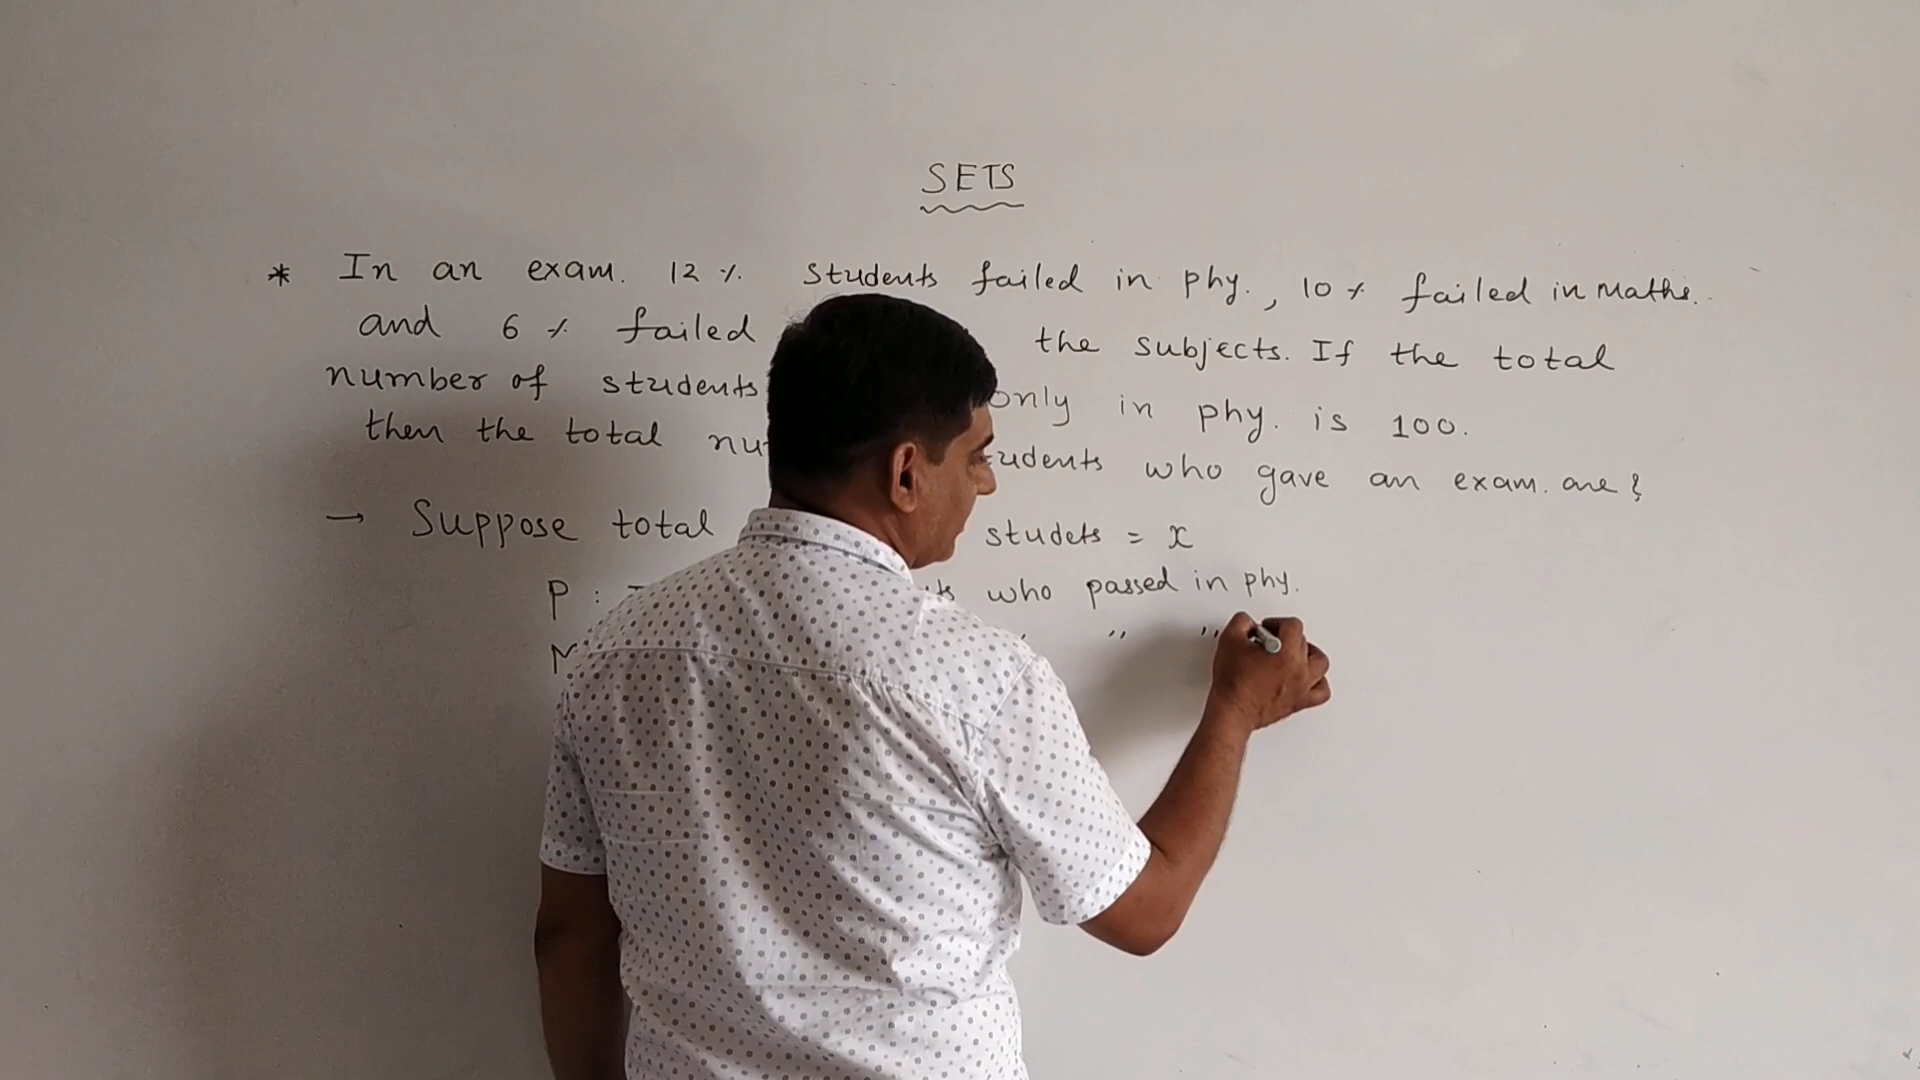 SETS
* In an exam. 12 % students failed in phy., 10 % failed in Maths.
and 6 % failed the subjects. If the total
number of students only in phy. is 100.
then the total who gave an exam. are ?
→ Suppose total studets = x
P : who passed in phy.
" "